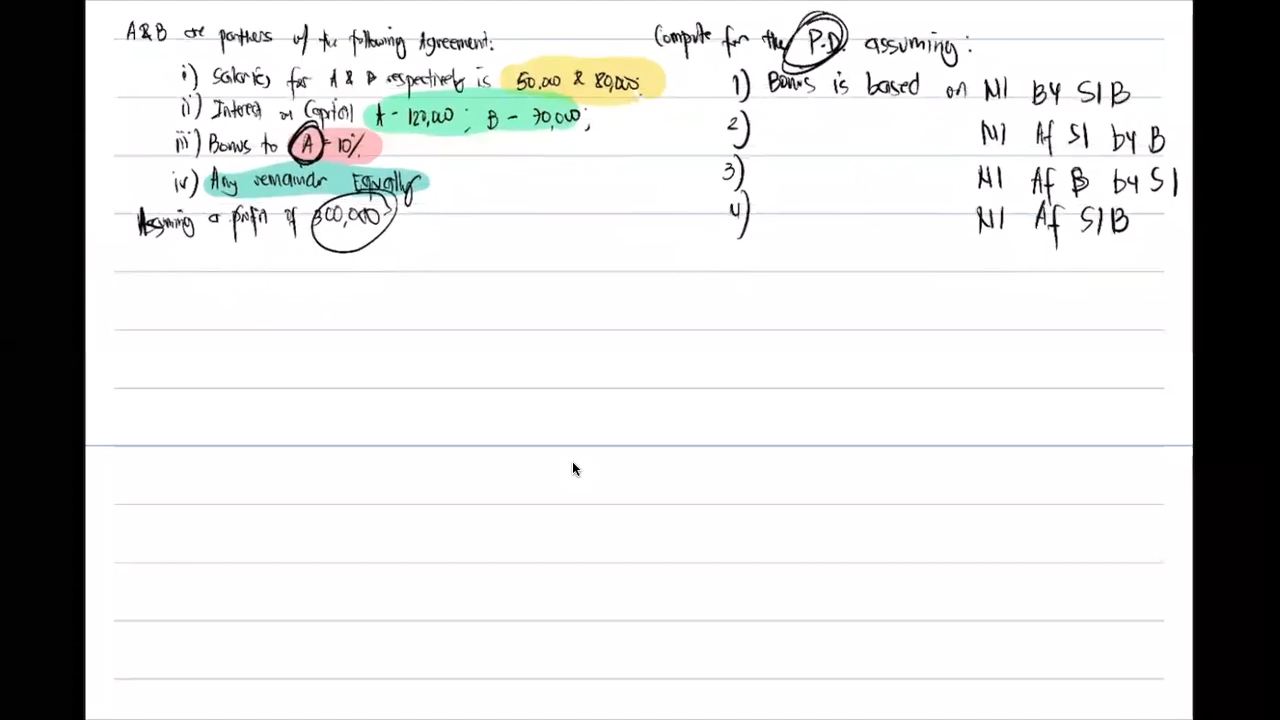 A&B are partners w/ the following Agreement:
i) Salaries for A & B respectively is 50,000 & 80,000;
ii) Interest on Capital A - 120,000 ; B - 70,000;
iii) Bonus to A - 10%
iv) Any remainder Equally
Assuming a profit of 300,000
Compute for the P.D. assuming:
1) Bonus is based on NI BY SIB
2) NI Af SI by B
3) NI Af B by SI
4) NI Af SIB